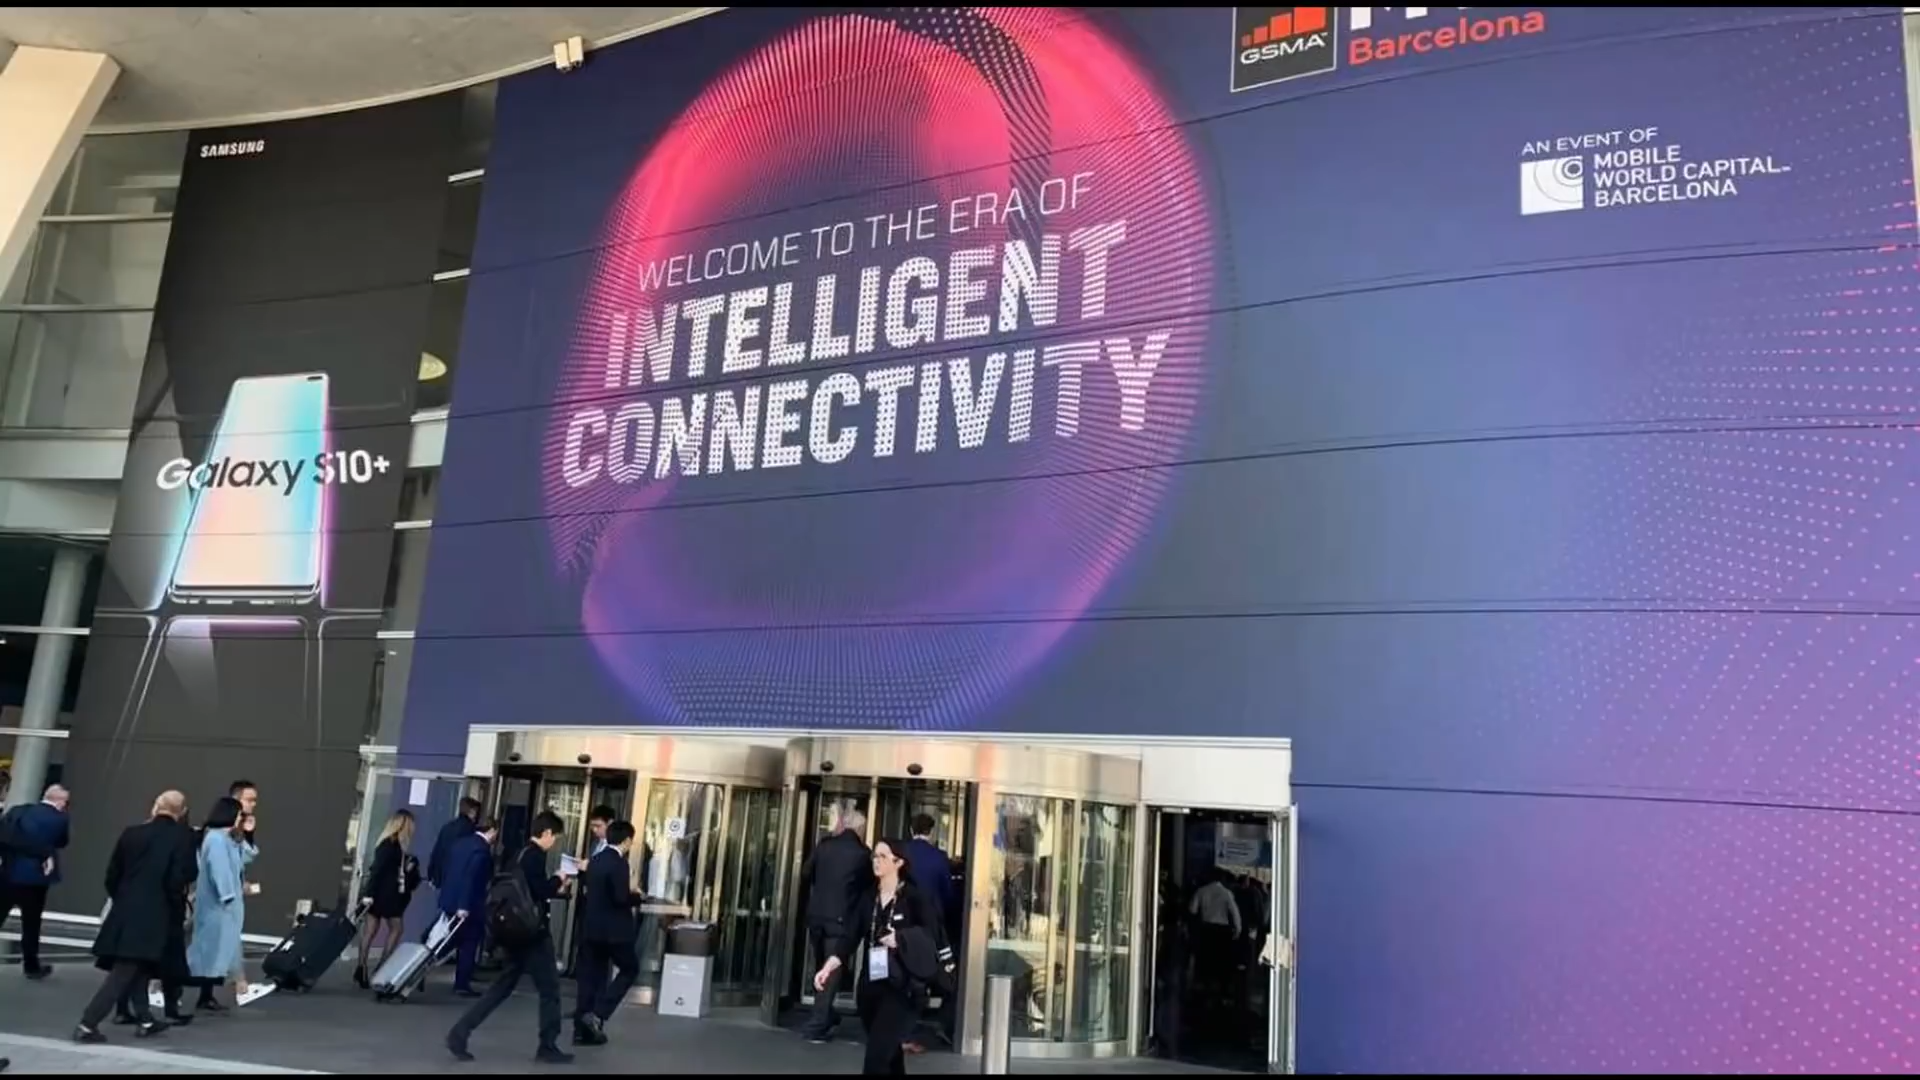 SAMSUNG
Galaxy S10+
WELCOME TO THE ERA OF
INTELLIGENT
CONNECTIVITY
GSMA
Barcelona
AN EVENT OF
MOBILE
WORLD CAPITAL
BARCELONA